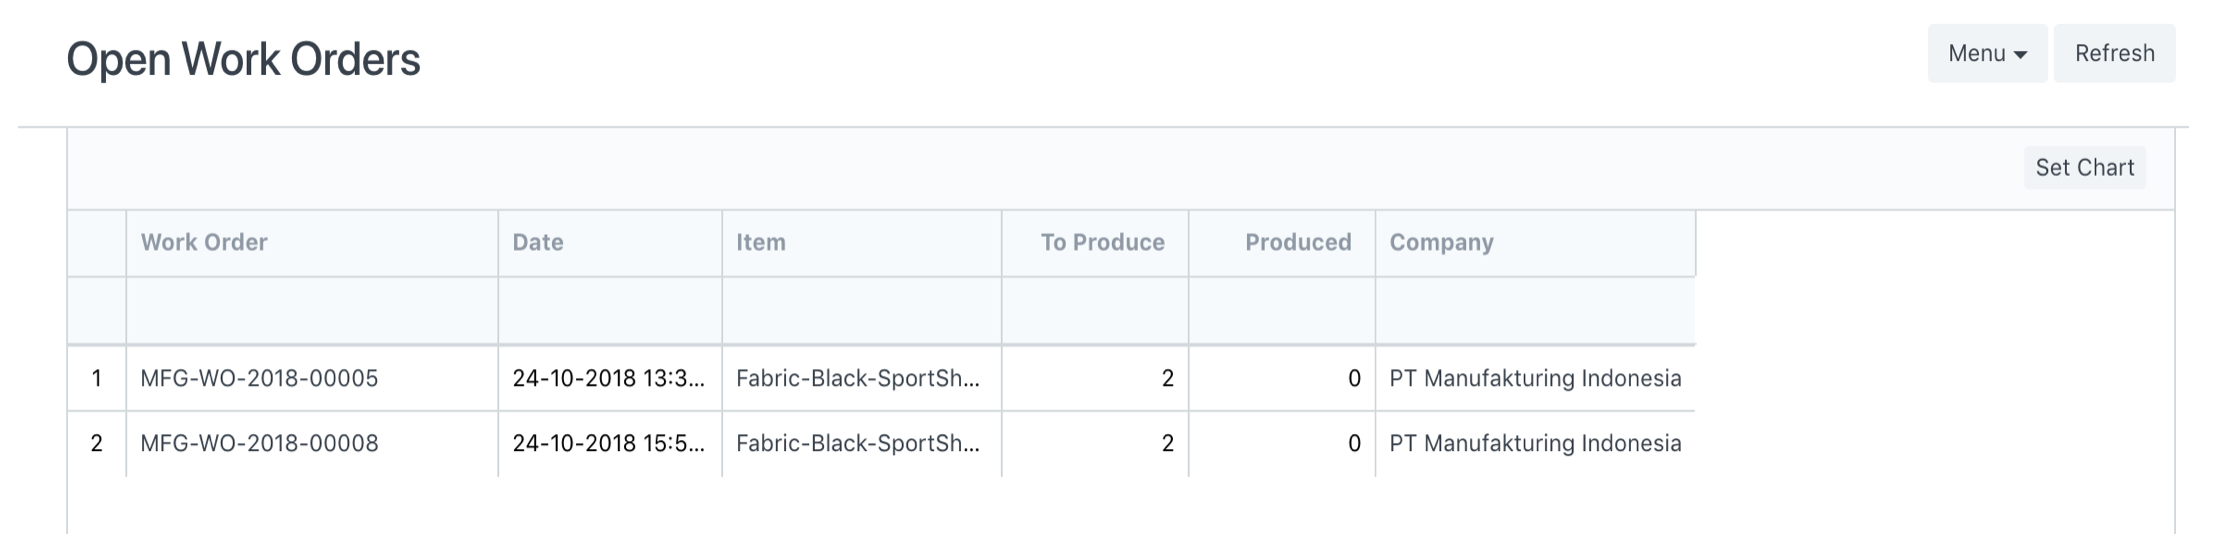 Open Work Orders
Menu Refresh
Set Chart
Work Order Date Item To Produce Produced Company
1 MFG-WO-2018-00005 24-10-2018 13:3... Fabric-Black-SportSh... 2 0 PT Manufakturing Indonesia
2 MFG-WO-2018-00008 24-10-2018 15:5... Fabric-Black-SportSh... 2 0 PT Manufakturing Indonesia